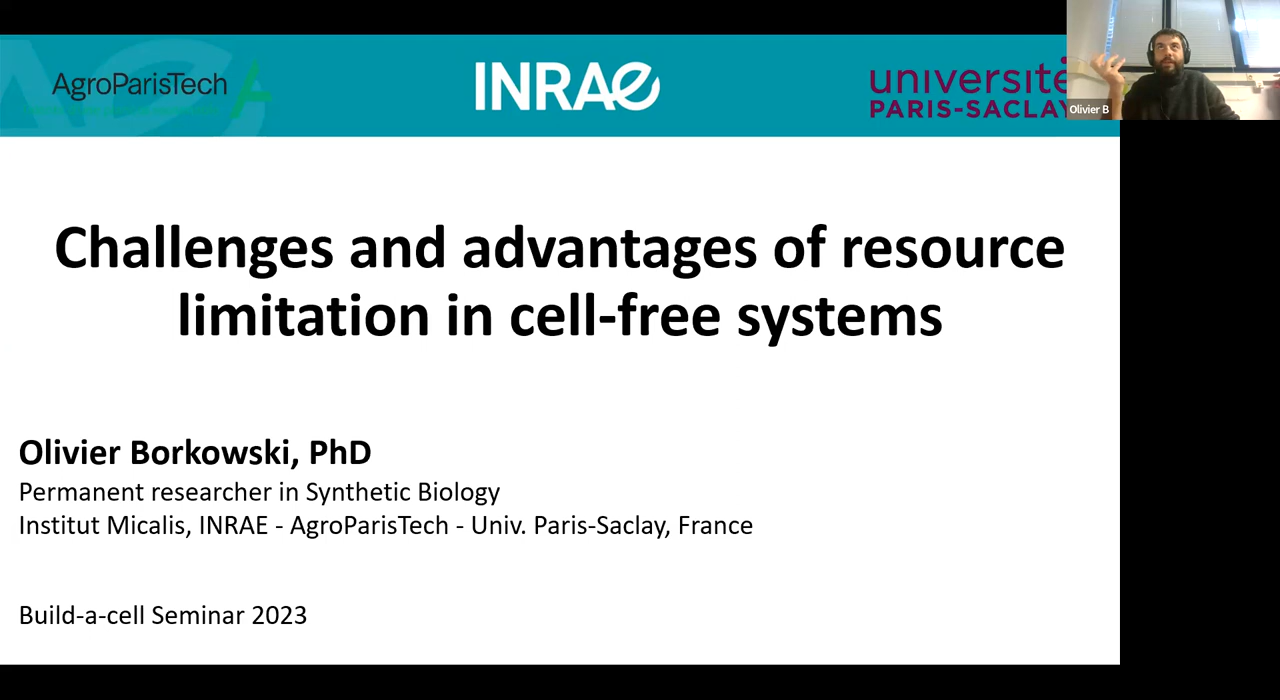 AgroParisTech
INRAE
université
PARIS-SACLAY
Olivier B
Challenges and advantages of resource
limitation in cell-free systems
Olivier Borkowski, PhD
Permanent researcher in Synthetic Biology
Institut Micalis, INRAE - AgroParisTech - Univ. Paris-Saclay, France
Build-a-cell Seminar 2023